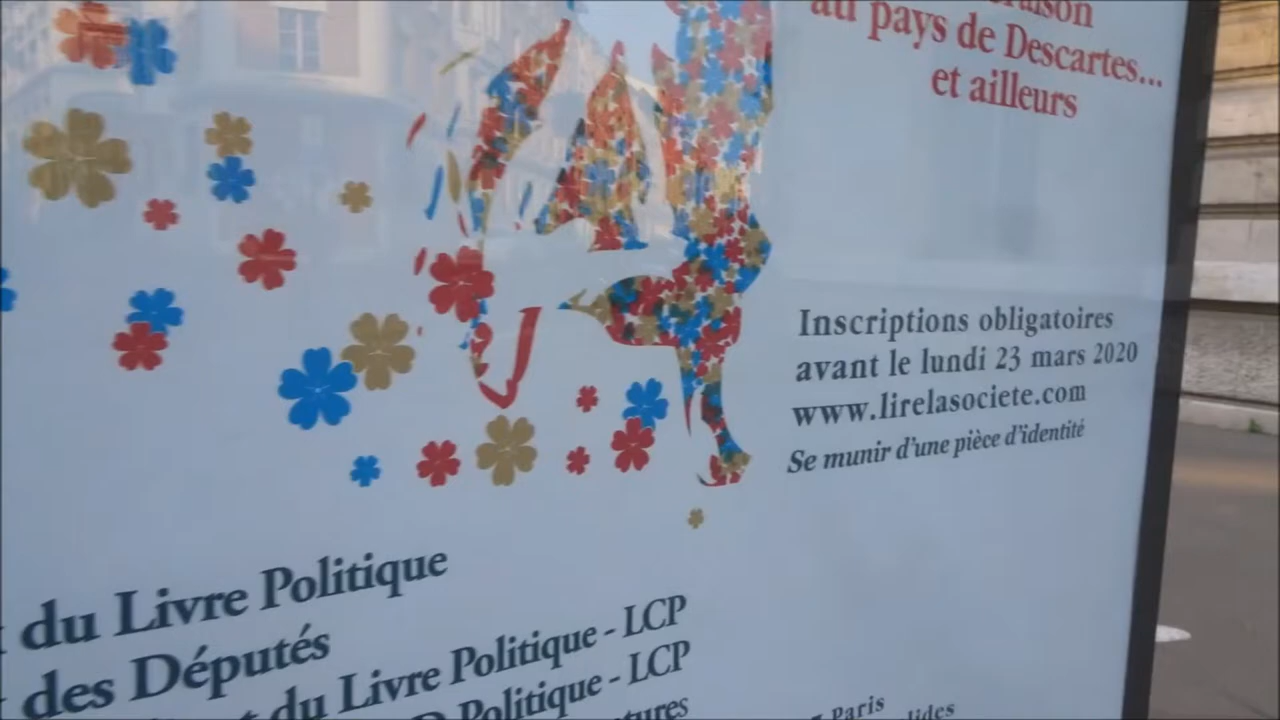 au pays de Descartes...
et ailleurs
Inscriptions obligatoires
avant le lundi 23 mars 2020
www.lirelasociete.com
Se munir d'une pièce d'identité
du Livre Politique
des Députés
du Livre Politique - LCP
Politique - LCP
Paris